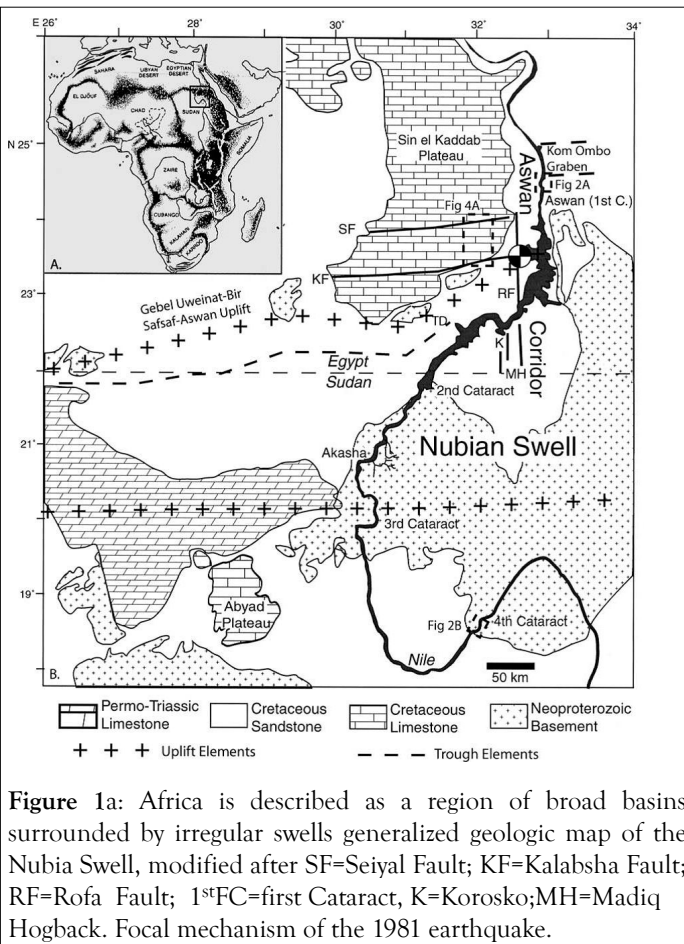 E 26°
28°
30°
32°
34°
SAHARA
LIBYAN DESERT
EGYPTIAN DESERT
EL DJOUF
CHAD
SUDAN
SOMALIA
ZAIRE
CUBANGO
KALAHARI
KARROO
A.
N 25°
23°
21°
19°
Sin el Kaddab
Plateau
Kom Ombo
Graben
Fig 2A
Aswan (1st C.)
Aswan
Corridor
Fig 4A
SF
KF
RF
TD
K
MH
Gebel Uweinat-Bir
Safsaf-Aswan Uplift
Egypt
Sudan
2nd Cataract
Akasha
Nubian Swell
3rd Cataract
Abyad
Plateau
Fig 2B
4th Cataract
Nile
50 km
B.
Permo-Triassic
Limestone
Cretaceous
Sandstone
Cretaceous
Limestone
Neoproterozoic
Basement
+ + + Uplift Elements
– – – – Trough Elements
Figure 1a: Africa is described as a region of broad basins
surrounded by irregular swells generalized geologic map of the
Nubia Swell, modified after SF=Seiyal Fault; KF=Kalabsha Fault;
RF=Rofa Fault; 1stFC=first Cataract, K=Korosko;MH=Madiq
Hogback. Focal mechanism of the 1981 earthquake.